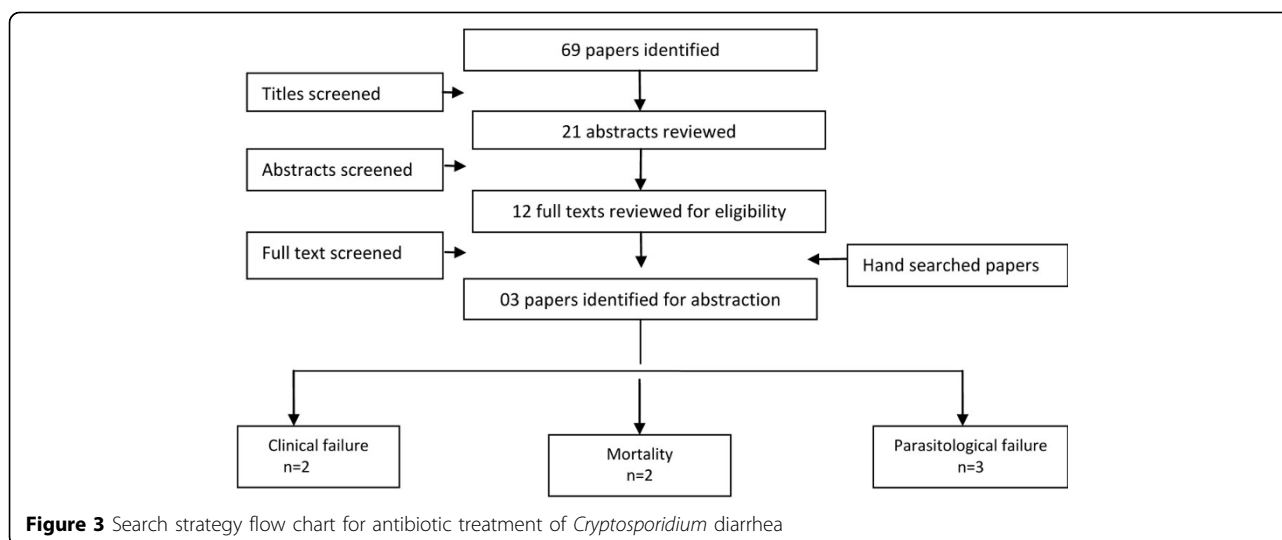 69 papers identified
Titles screened
21 abstracts reviewed
Abstracts screened
12 full texts reviewed for eligibility
Full text screened
Hand searched papers
03 papers identified for abstraction
Clinical failure
n=2
Mortality
n=2
Parasitological failure
n=3
Figure 3 Search strategy flow chart for antibiotic treatment of Cryptosporidium diarrhea